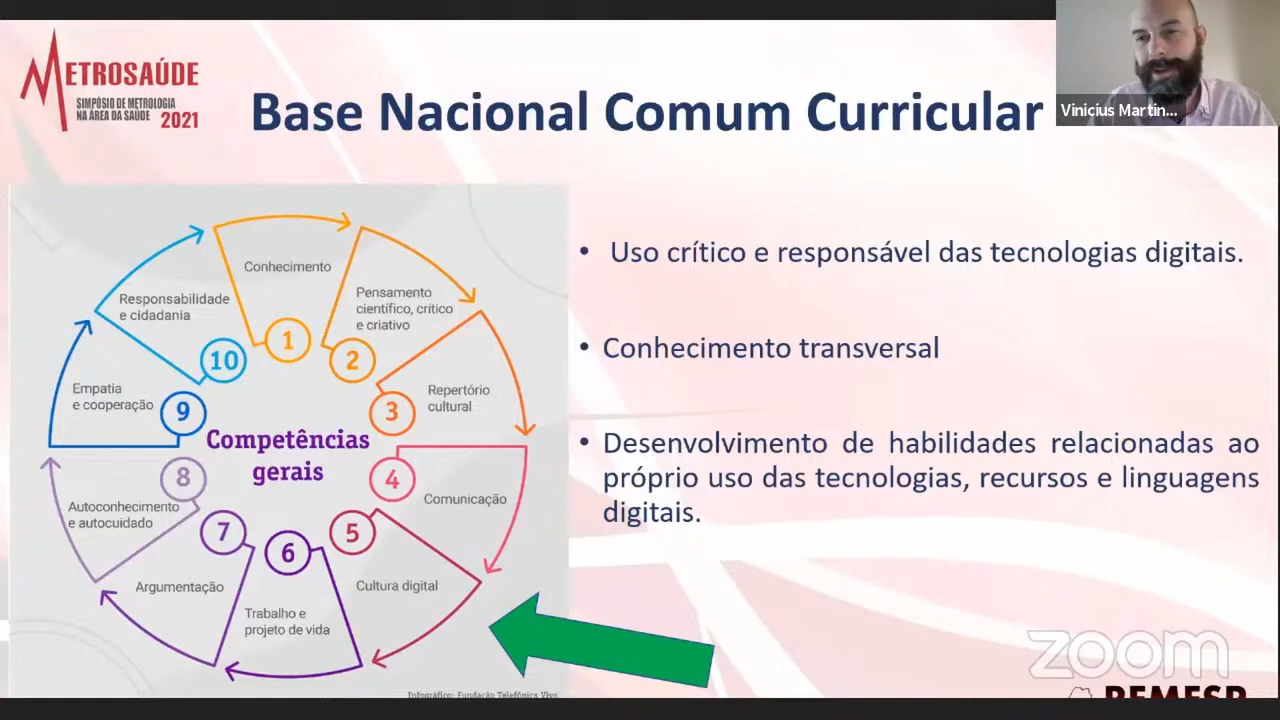 METROSAÚDE
SIMPÓSIO DE METROLOGIA
NA ÁREA DA SAÚDE 2021
Base Nacional Comum Curricular
Vinicius Martin...
Conhecimento
1
Pensamento
científico, crítico
e criativo
2
Repertório
cultural
3
Comunicação
4
Cultura digital
5
Trabalho e
projeto de vida
6
Argumentação
7
Autoconhecimento
e autocuidado
8
Empatia
e cooperação
9
Responsabilidade
e cidadania
10
Competências
gerais
Infográfico: Fundação Telefônica Vivo
• Uso crítico e responsável das tecnologias digitais.
• Conhecimento transversal
• Desenvolvimento de habilidades relacionadas ao
próprio uso das tecnologias, recursos e linguagens
digitais.
zoom
REMESP